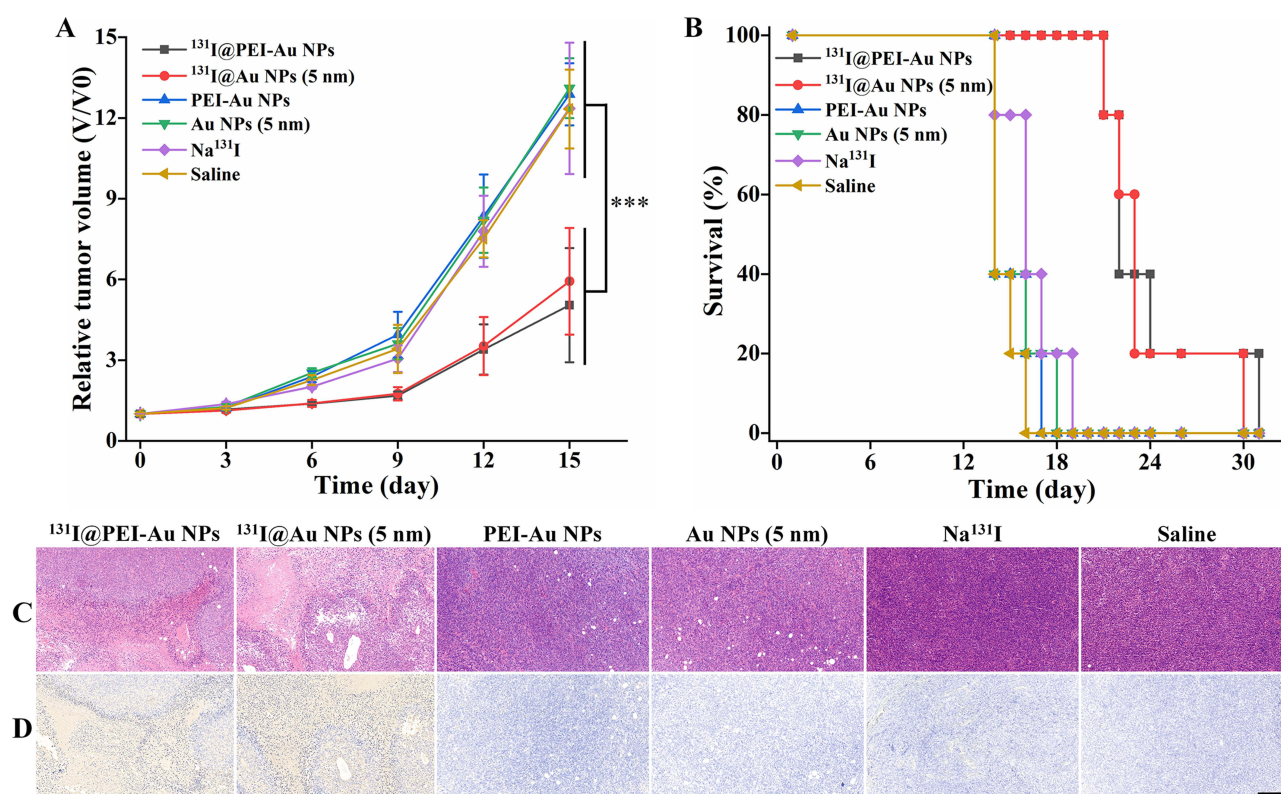 A
Relative tumor volume (V/V0)
15
12
9
6
3
0
¹³¹I@PEI-Au NPs
¹³¹I@Au NPs (5 nm)
PEI-Au NPs
Au NPs (5 nm)
Na¹³¹I
Saline
***
0 3 6 9 12 15
Time (day)
B
Survival (%)
100
80
60
40
20
0
¹³¹I@PEI-Au NPs
¹³¹I@Au NPs (5 nm)
PEI-Au NPs
Au NPs (5 nm)
Na¹³¹I
Saline
0 6 12 18 24 30
Time (day)
¹³¹I@PEI-Au NPs ¹³¹I@Au NPs (5 nm) PEI-Au NPs Au NPs (5 nm) Na¹³¹I Saline
C
D